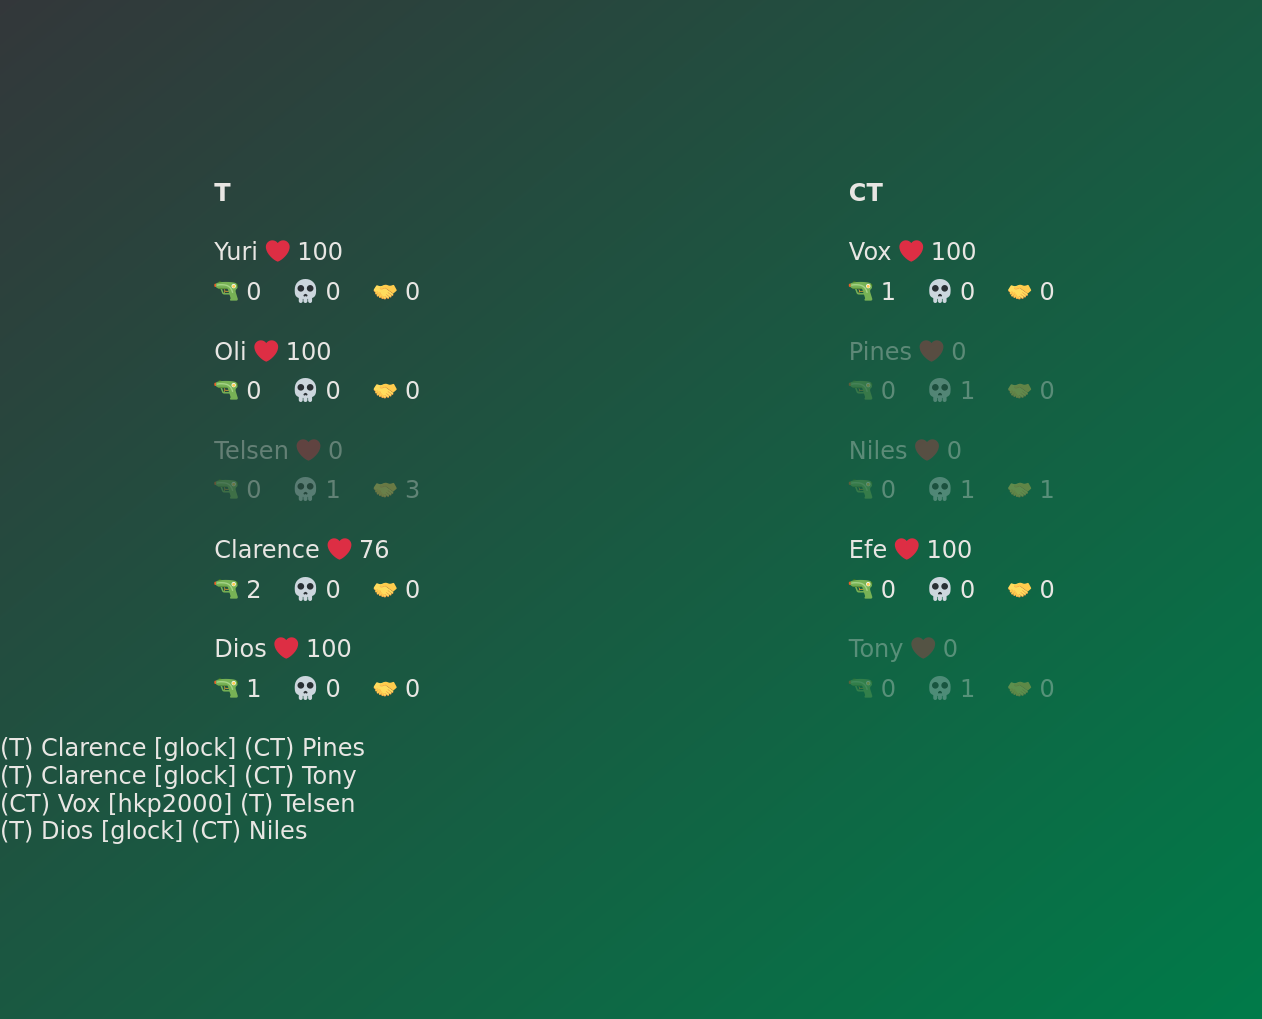 T
Yuri 100
0 0 0
Oli 100
0 0 0
Telsen 0
0 1 3
Clarence 76
2 0 0
Dios 100
1 0 0
CT
Vox 100
1 0 0
Pines 0
0 1 0
Niles 0
0 1 1
Efe 100
0 0 0
Tony 0
0 1 0
(T) Clarence [glock] (CT) Pines
(T) Clarence [glock] (CT) Tony
(CT) Vox [hkp2000] (T) Telsen
(T) Dios [glock] (CT) Niles